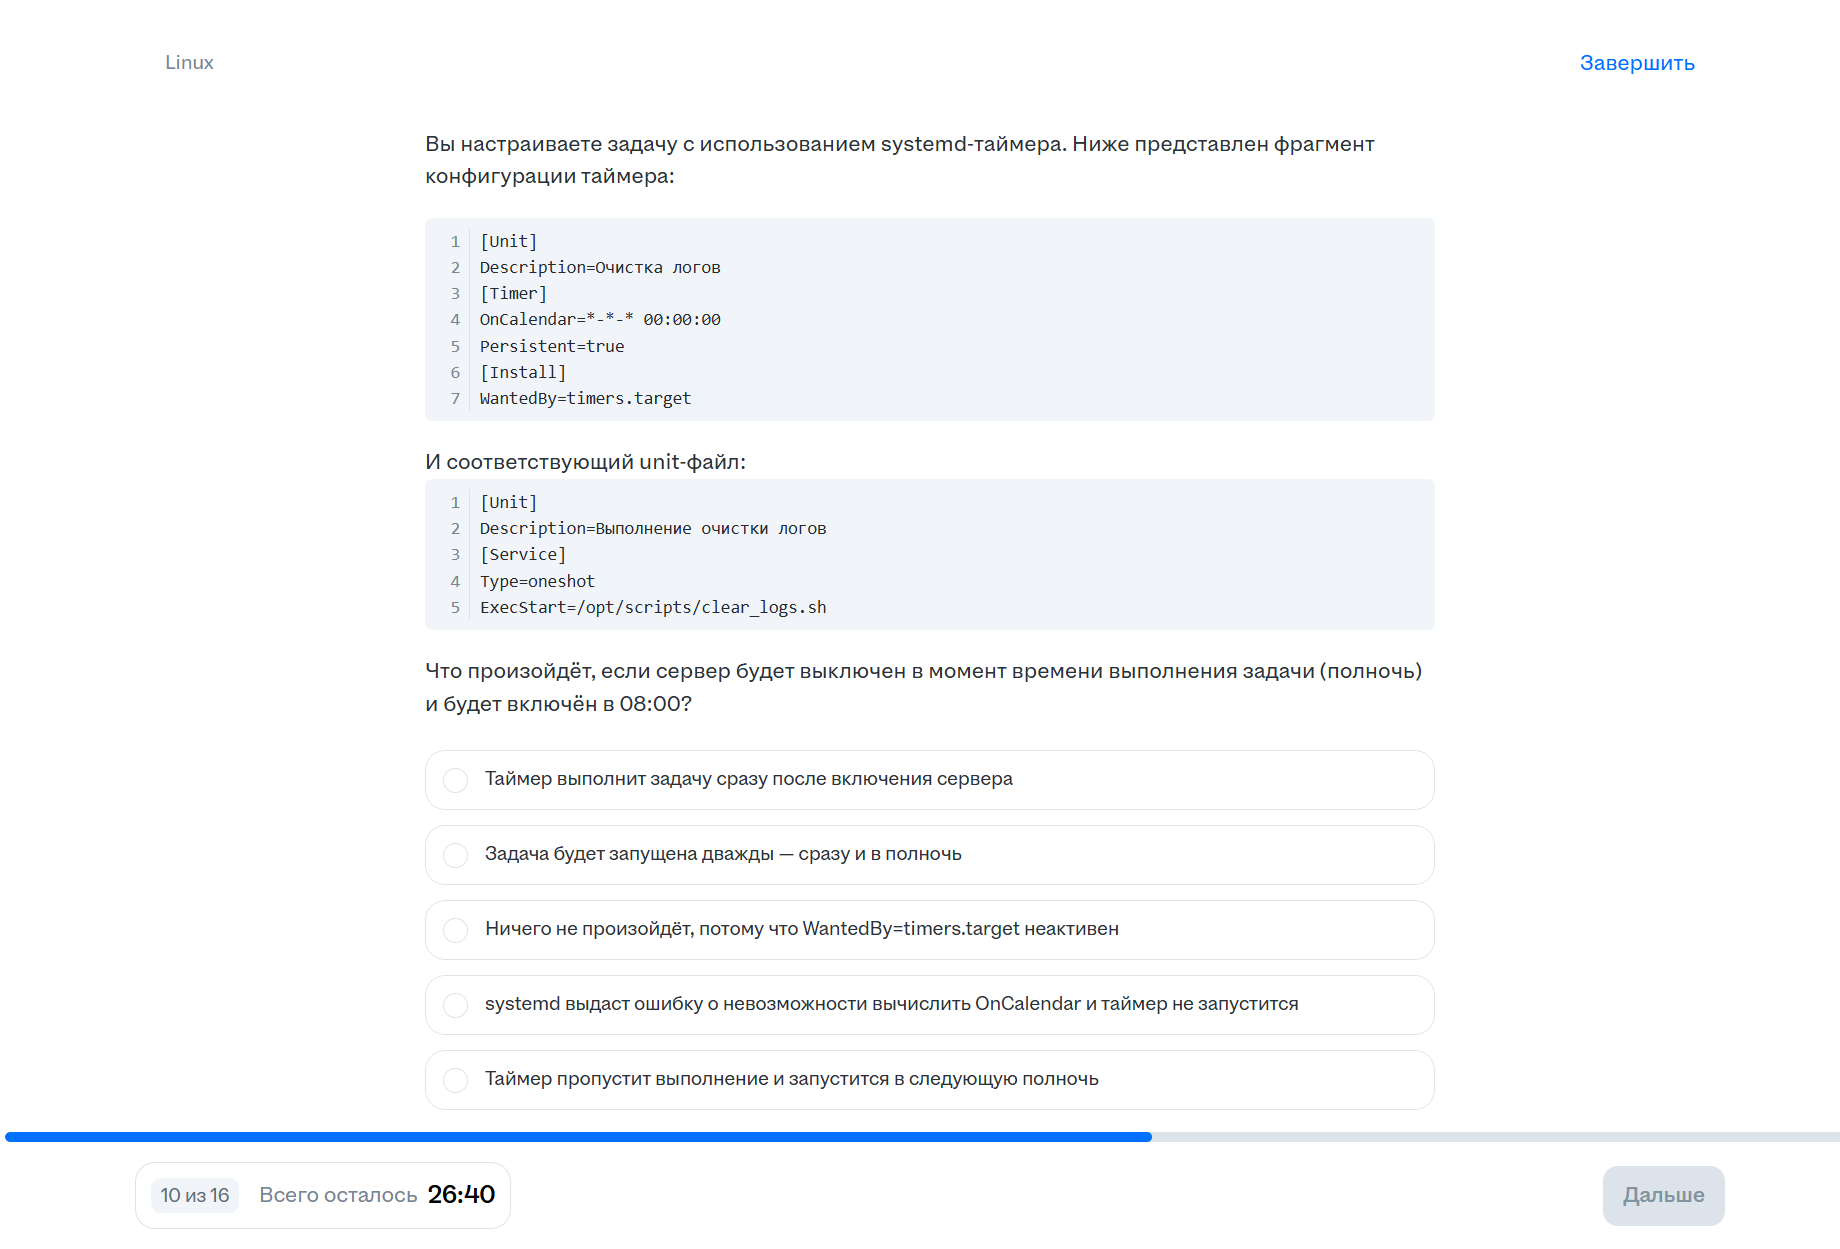 Linux
Завершить
Вы настраиваете задачу с использованием systemd-таймера. Ниже представлен фрагмент
конфигурации таймера:
1 [Unit]
2 Description=Очистка логов
3 [Timer]
4 OnCalendar=*-*-* 00:00:00
5 Persistent=true
6 [Install]
7 WantedBy=timers.target
И соответствующий unit-файл:
1 [Unit]
2 Description=Выполнение очистки логов
3 [Service]
4 Type=oneshot
5 ExecStart=/opt/scripts/clear_logs.sh
Что произойдёт, если сервер будет выключен в момент времени выполнения задачи (полночь)
и будет включён в 08:00?
Таймер выполнит задачу сразу после включения сервера
Задача будет запущена дважды — сразу и в полночь
Ничего не произойдёт, потому что WantedBy=timers.target неактивен
systemd выдаст ошибку о невозможности вычислить OnCalendar и таймер не запустится
Таймер пропустит выполнение и запустится в следующую полночь
10 из 16 Всего осталось 26:40
Дальше